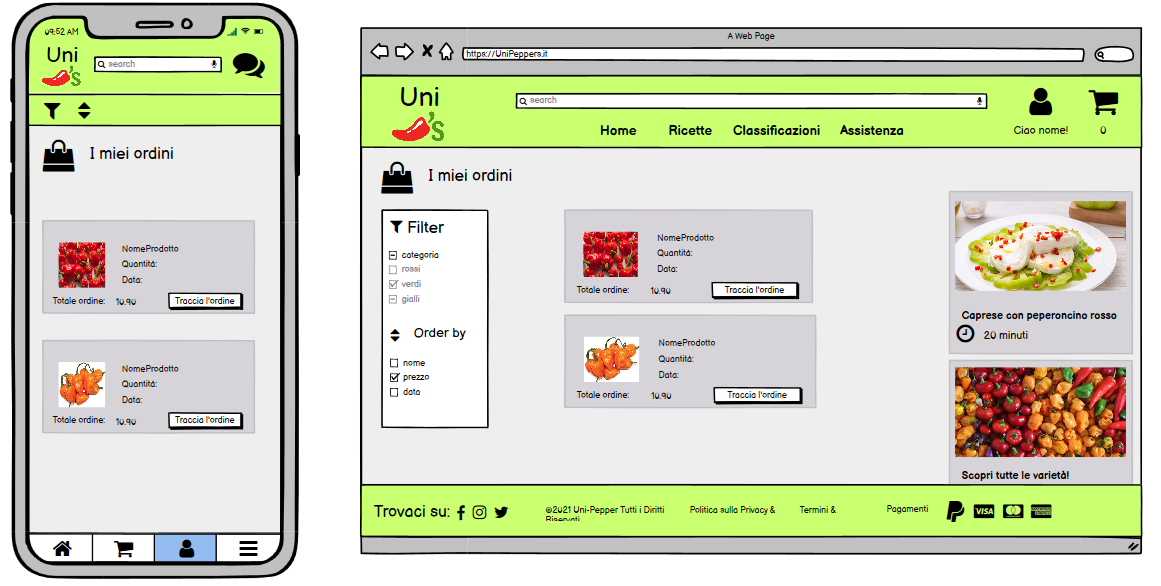 09:52 AM
Uni
's
search
I miei ordini
NomeProdotto
Quantità:
Data:
Totale ordine: 10,90 Traccia l'ordine
NomeProdotto
Quantità:
Data:
Totale ordine: 10,90 Traccia l'ordine
A Web Page
https://UniPeppers.it
Uni
's
search
Home Ricette Classificazioni Assistenza
Ciao nome! 0
I miei ordini
Filter
categoria
rossi
verdi
gialli
Order by
nome
prezzo
data
NomeProdotto
Quantità:
Data:
Totale ordine: 10,90 Traccia l'ordine
NomeProdotto
Quantità:
Data:
Totale ordine: 10,90 Traccia l'ordine
Caprese con peperoncino rosso
20 minuti
Scopri tutte le varietà!
Trovaci su: ©2021 Uni-Pepper Tutti i Diritti Politica sulla Privacy & Termini & Pagamenti VISA
Riservati